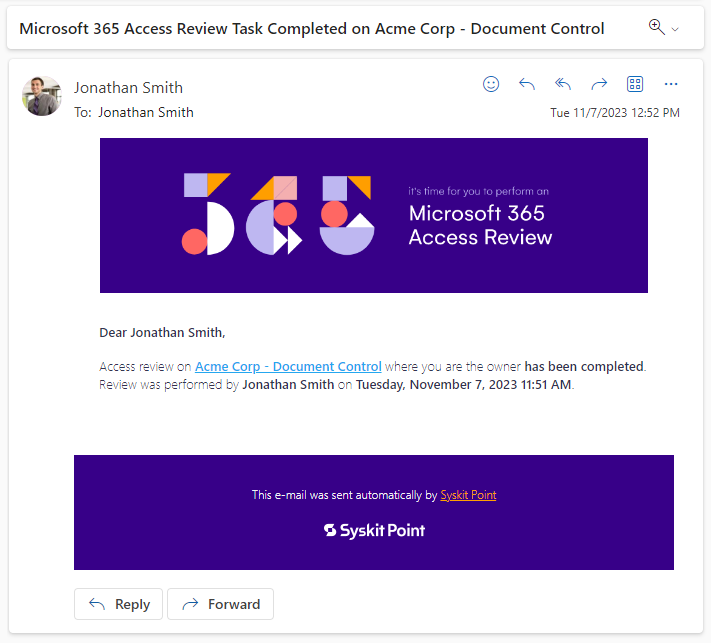 Microsoft 365 Access Review Task Completed on Acme Corp - Document Control
Jonathan Smith
To: Jonathan Smith
Tue 11/7/2023 12:52 PM
365
it's time for you to perform an
Microsoft 365
Access Review
Dear Jonathan Smith,
Access review on Acme Corp - Document Control where you are the owner has been completed.
Review was performed by Jonathan Smith on Tuesday, November 7, 2023 11:51 AM.
This e-mail was sent automatically by Syskit Point
Syskit Point
Reply
Forward